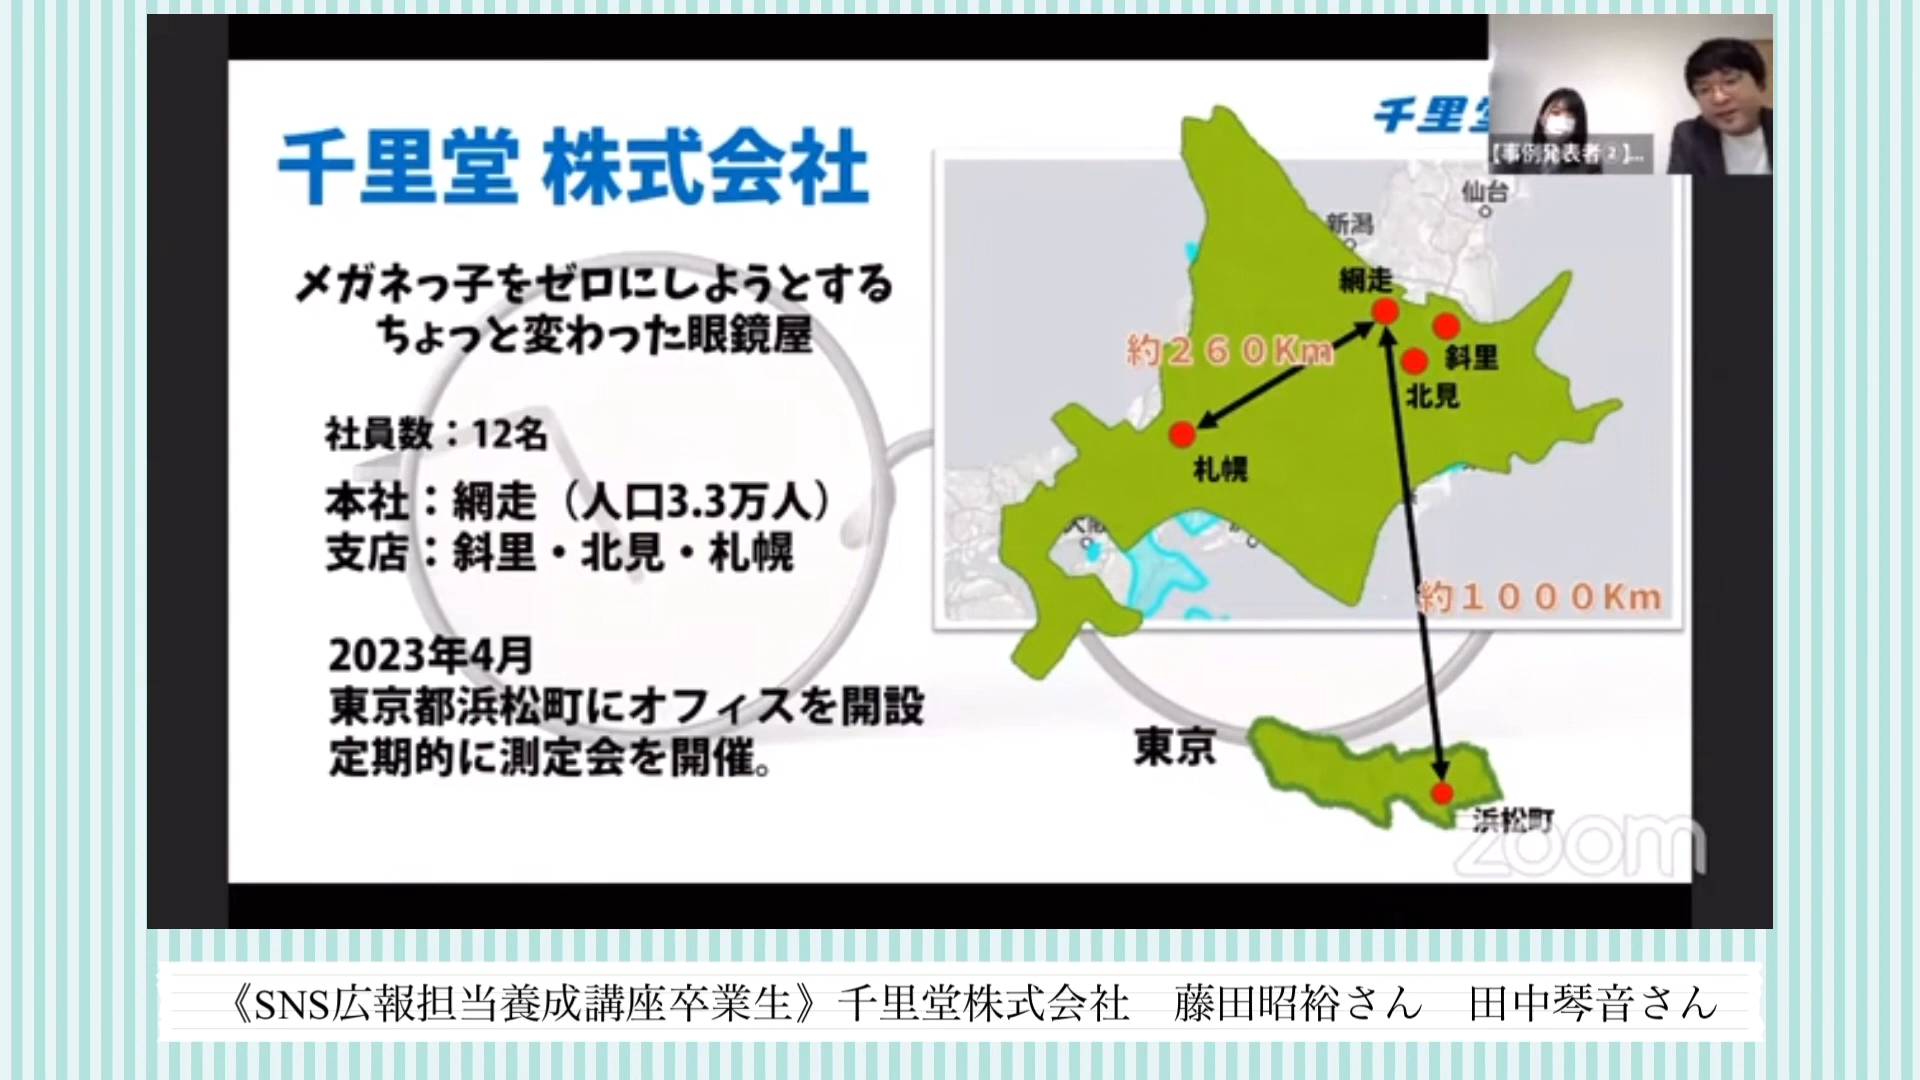 千里堂 株式会社
千里
【事例発表者②】...
メガネっ子をゼロにしようとする
ちょっと変わった眼鏡屋
社員数：12名
本社：網走（人口3.3万人）
支店：斜里・北見・札幌
2023年4月
東京都浜松町にオフィスを開設
定期的に測定会を開催。
仙台
新潟
網走
約２６０Km
斜里
北見
札幌
約１０００Km
東京
浜松町
zoom
《SNS広報担当養成講座卒業生》千里堂株式会社　藤田昭裕さん　田中琴音さん